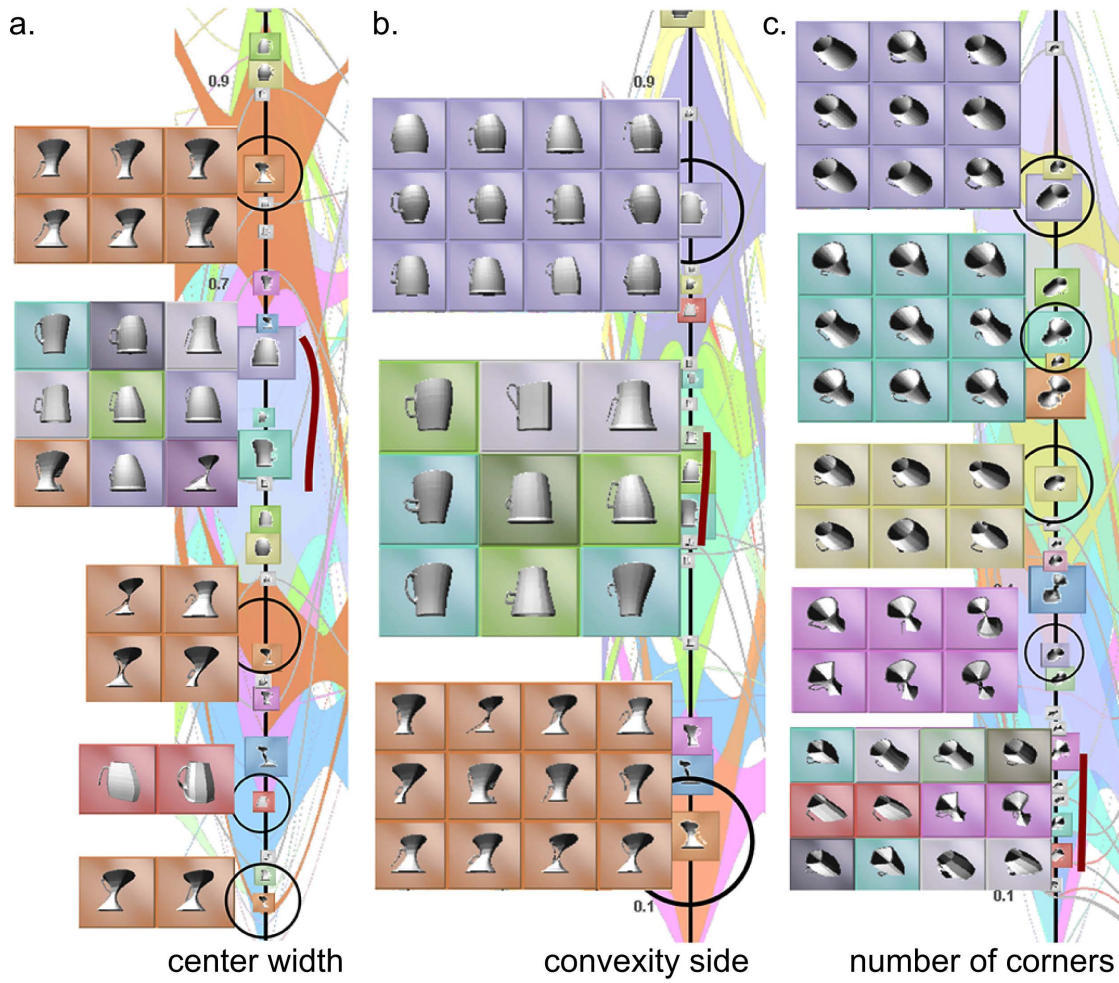 a.
b.
c.
0.9
0.9
0.7
0.1
0.1
center width
convexity side
number of corners